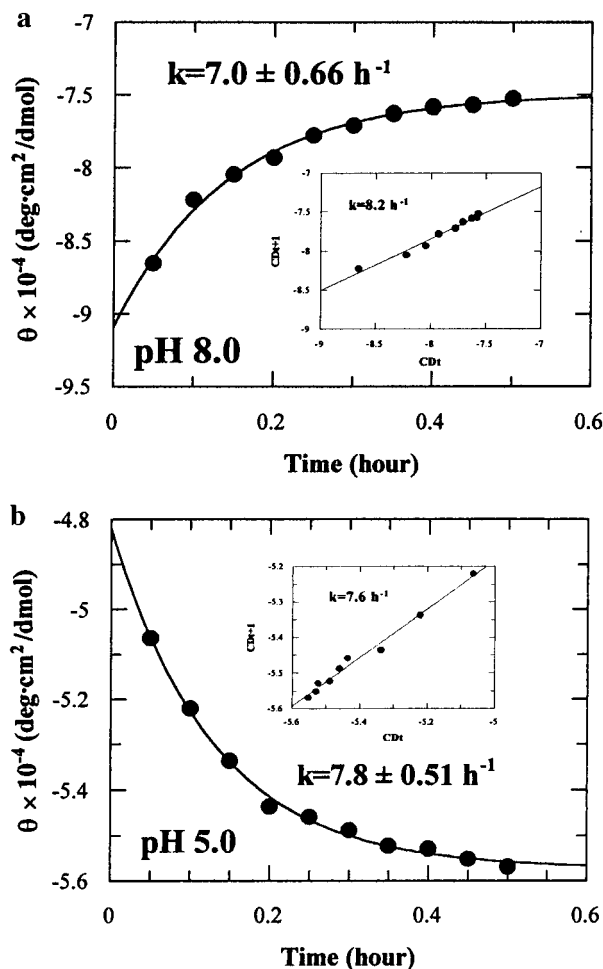 a
-7
-7.5
-8
-8.5
-9
-9.5
θ × 10⁻⁴ (deg·cm²/dmol)
k=7.0 ± 0.66 h⁻¹
pH 8.0
-7
-7.5
-8
-8.5
-9
CDt+1
k=8.2 h⁻¹
-9 -8.5 -8 -7.5 -7
CDt
0 0.2 0.4 0.6
Time (hour)
b
-4.8
-5
-5.2
-5.4
-5.6
θ × 10⁻⁴ (deg·cm²/dmol)
-5.2
-5.3
-5.4
-5.5
-5.6
CDt+1
k=7.6 h⁻¹
-5.6 -5.4 -5.2 -5
CDt
k=7.8 ± 0.51 h⁻¹
pH 5.0
0 0.2 0.4 0.6
Time (hour)